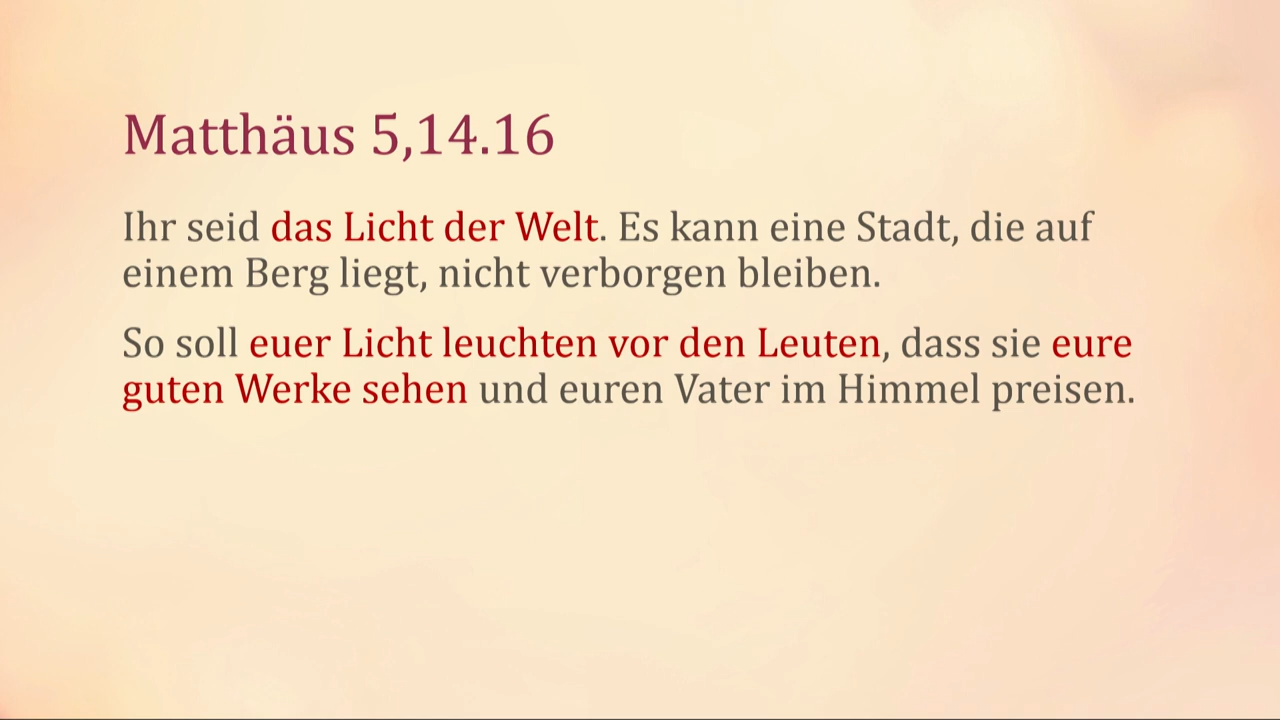 Matthäus 5,14.16
Ihr seid das Licht der Welt. Es kann eine Stadt, die auf
einem Berg liegt, nicht verborgen bleiben.
So soll euer Licht leuchten vor den Leuten, dass sie eure
guten Werke sehen und euren Vater im Himmel preisen.